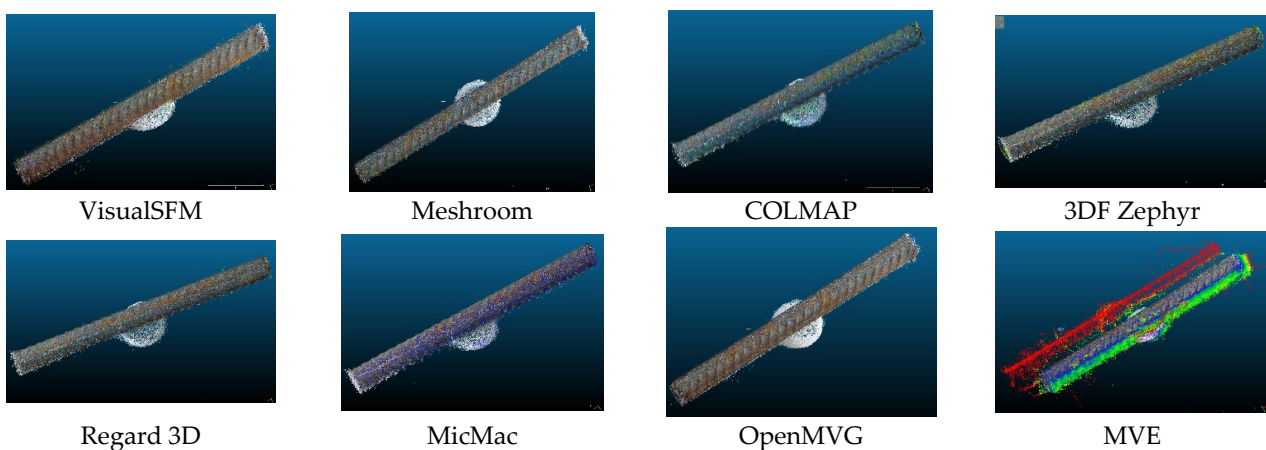 VisualSFM
Meshroom
COLMAP
3DF Zephyr
Regard 3D
MicMac
OpenMVG
MVE